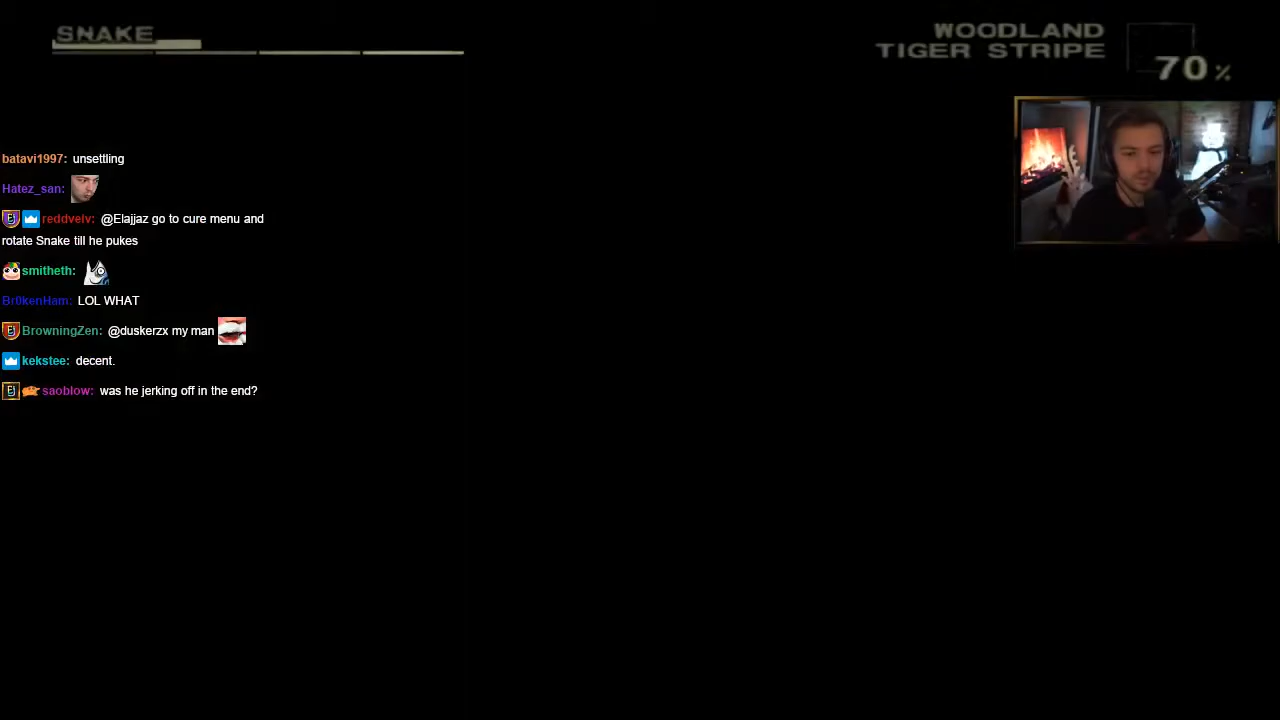 SNAKE
WOODLAND
TIGER STRIPE
70%
batavi1997: unsettling
Hatez_san:
reddvelv: @Elajjaz go to cure menu and
rotate Snake till he pukes
smitheth:
Br0kenHam: LOL WHAT
BrowningZen: @duskerzx my man
kekstee: decent.
saoblow: was he jerking off in the end?